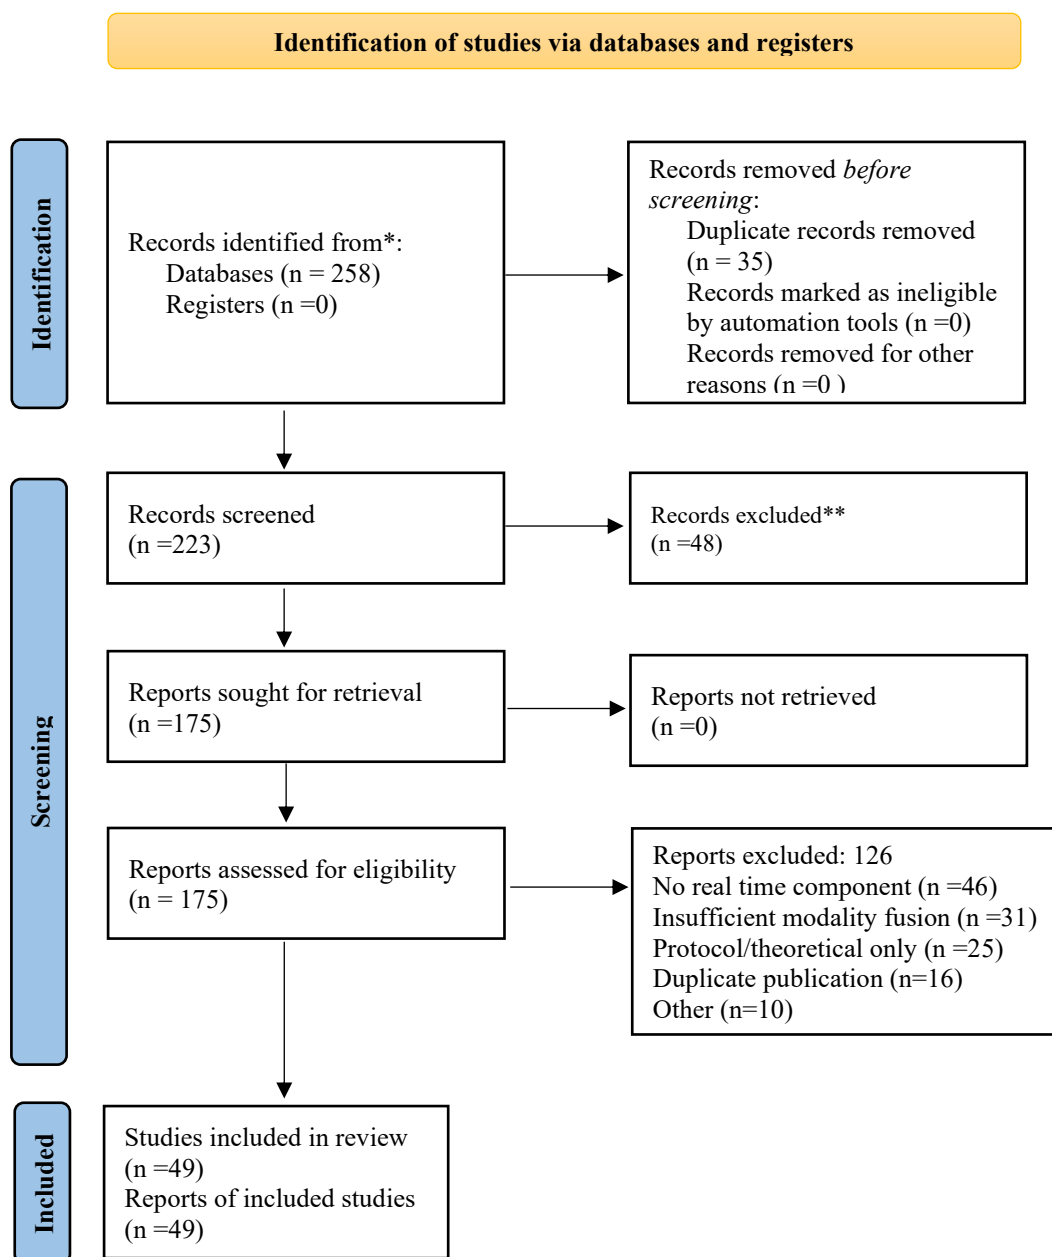 Identification of studies via databases and registers
Identification
Records identified from*:
Databases (n = 258)
Registers (n =0)
Records removed before
screening:
Duplicate records removed
(n = 35)
Records marked as ineligible
by automation tools (n =0)
Records removed for other
reasons (n =0 )
Screening
Records screened
(n =223)
Records excluded**
(n =48)
Reports sought for retrieval
(n =175)
Reports not retrieved
(n =0)
Reports assessed for eligibility
(n = 175)
Reports excluded: 126
No real time component (n =46)
Insufficient modality fusion (n =31)
Protocol/theoretical only (n =25)
Duplicate publication (n=16)
Other (n=10)
Included
Studies included in review
(n =49)
Reports of included studies
(n =49)